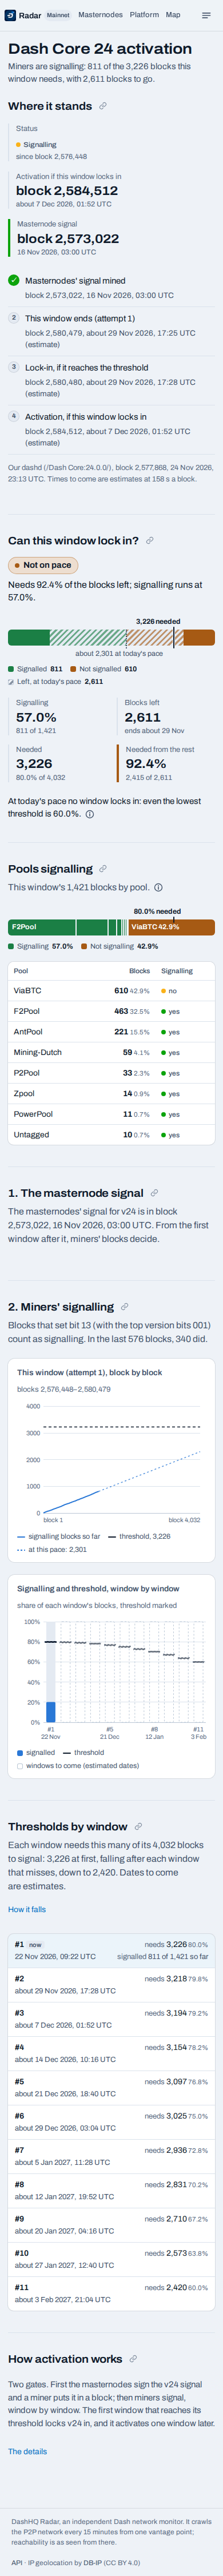 Radar Mainnet Masternodes Platform Map
Dash Core 24 activation
Miners are signalling: 811 of the 3,226 blocks this
window needs, with 2,611 blocks to go.
Where it stands
Status
Signalling
since block 2,576,448
Activation if this window locks in
block 2,584,512
about 7 Dec 2026, 01:52 UTC
Masternode signal
block 2,573,022
16 Nov 2026, 03:00 UTC
Masternodes' signal mined
block 2,573,022, 16 Nov 2026, 03:00 UTC
2 This window ends (attempt 1)
block 2,580,479, about 29 Nov 2026, 17:25 UTC
(estimate)
3 Lock-in, if it reaches the threshold
block 2,580,480, about 29 Nov 2026, 17:28 UTC
(estimate)
4 Activation, if this window locks in
block 2,584,512, about 7 Dec 2026, 01:52 UTC
(estimate)
Our dashd (/Dash Core:24.0.0/), block 2,577,868, 24 Nov 2026,
23:13 UTC. Times to come are estimates at 158 s a block.
Can this window lock in?
Not on pace
Needs 92.4% of the blocks left; signalling runs at
57.0%.
3,226 needed
about 2,301 at today's pace
Signalled 811 Not signalled 610
Left, at today's pace 2,611
Signalling
57.0%
811 of 1,421
Blocks left
2,611
ends about 29 Nov
Needed
3,226
80.0% of 4,032
Needed from the rest
92.4%
2,415 of 2,611
At today's pace no window locks in: even the lowest
threshold is 60.0%.
Pools signalling
This window's 1,421 blocks by pool.
80.0% needed
F2Pool ViaBTC 42.9%
Signalling 57.0% Not signalling 42.9%
Pool Blocks Signalling
ViaBTC 610 42.9% no
F2Pool 463 32.5% yes
AntPool 221 15.5% yes
Mining-Dutch 59 4.1% yes
P2Pool 33 2.3% yes
Zpool 14 0.9% yes
PowerPool 11 0.7% yes
Untagged 10 0.7% yes
1. The masternode signal
The masternodes' signal for v24 is in block
2,573,022, 16 Nov 2026, 03:00 UTC. From the first
window after it, miners' blocks decide.
2. Miners' signalling
Blocks that set bit 13 (with the top version bits 001)
count as signalling. In the last 576 blocks, 340 did.
This window (attempt 1), block by block
blocks 2,576,448–2,580,479
4000
3000
2000
1000
0
block 1 block 4,032
signalling blocks so far threshold, 3,226
at this pace: 2,301
Signalling and threshold, window by window
share of each window's blocks, threshold marked
100%
80%
60%
40%
20%
0%
#1 #5 #8 #11
22 Nov 21 Dec 12 Jan 3 Feb
signalled threshold
windows to come (estimated dates)
Thresholds by window
Each window needs this many of its 4,032 blocks
to signal: 3,226 at first, falling after each window
that misses, down to 2,420. Dates to come
are estimates.
How it falls
#1 now needs 3,226 80.0%
22 Nov 2026, 09:22 UTC signalled 811 of 1,421 so far
#2 needs 3,218 79.8%
about 29 Nov 2026, 17:28 UTC
#3 needs 3,194 79.2%
about 7 Dec 2026, 01:52 UTC
#4 needs 3,154 78.2%
about 14 Dec 2026, 10:16 UTC
#5 needs 3,097 76.8%
about 21 Dec 2026, 18:40 UTC
#6 needs 3,025 75.0%
about 29 Dec 2026, 03:04 UTC
#7 needs 2,936 72.8%
about 5 Jan 2027, 11:28 UTC
#8 needs 2,831 70.2%
about 12 Jan 2027, 19:52 UTC
#9 needs 2,710 67.2%
about 20 Jan 2027, 04:16 UTC
#10 needs 2,573 63.8%
about 27 Jan 2027, 12:40 UTC
#11 needs 2,420 60.0%
about 3 Feb 2027, 21:04 UTC
How activation works
Two gates. First the masternodes sign the v24 signal
and a miner puts it in a block; then miners signal,
window by window. The first window that reaches its
threshold locks v24 in, and it activates one window later.
The details
DashHQ Radar, an independent Dash network monitor. It crawls
the P2P network every 15 minutes from one vantage point;
reachability is as seen from there.
API · IP geolocation by DB-IP (CC BY 4.0)